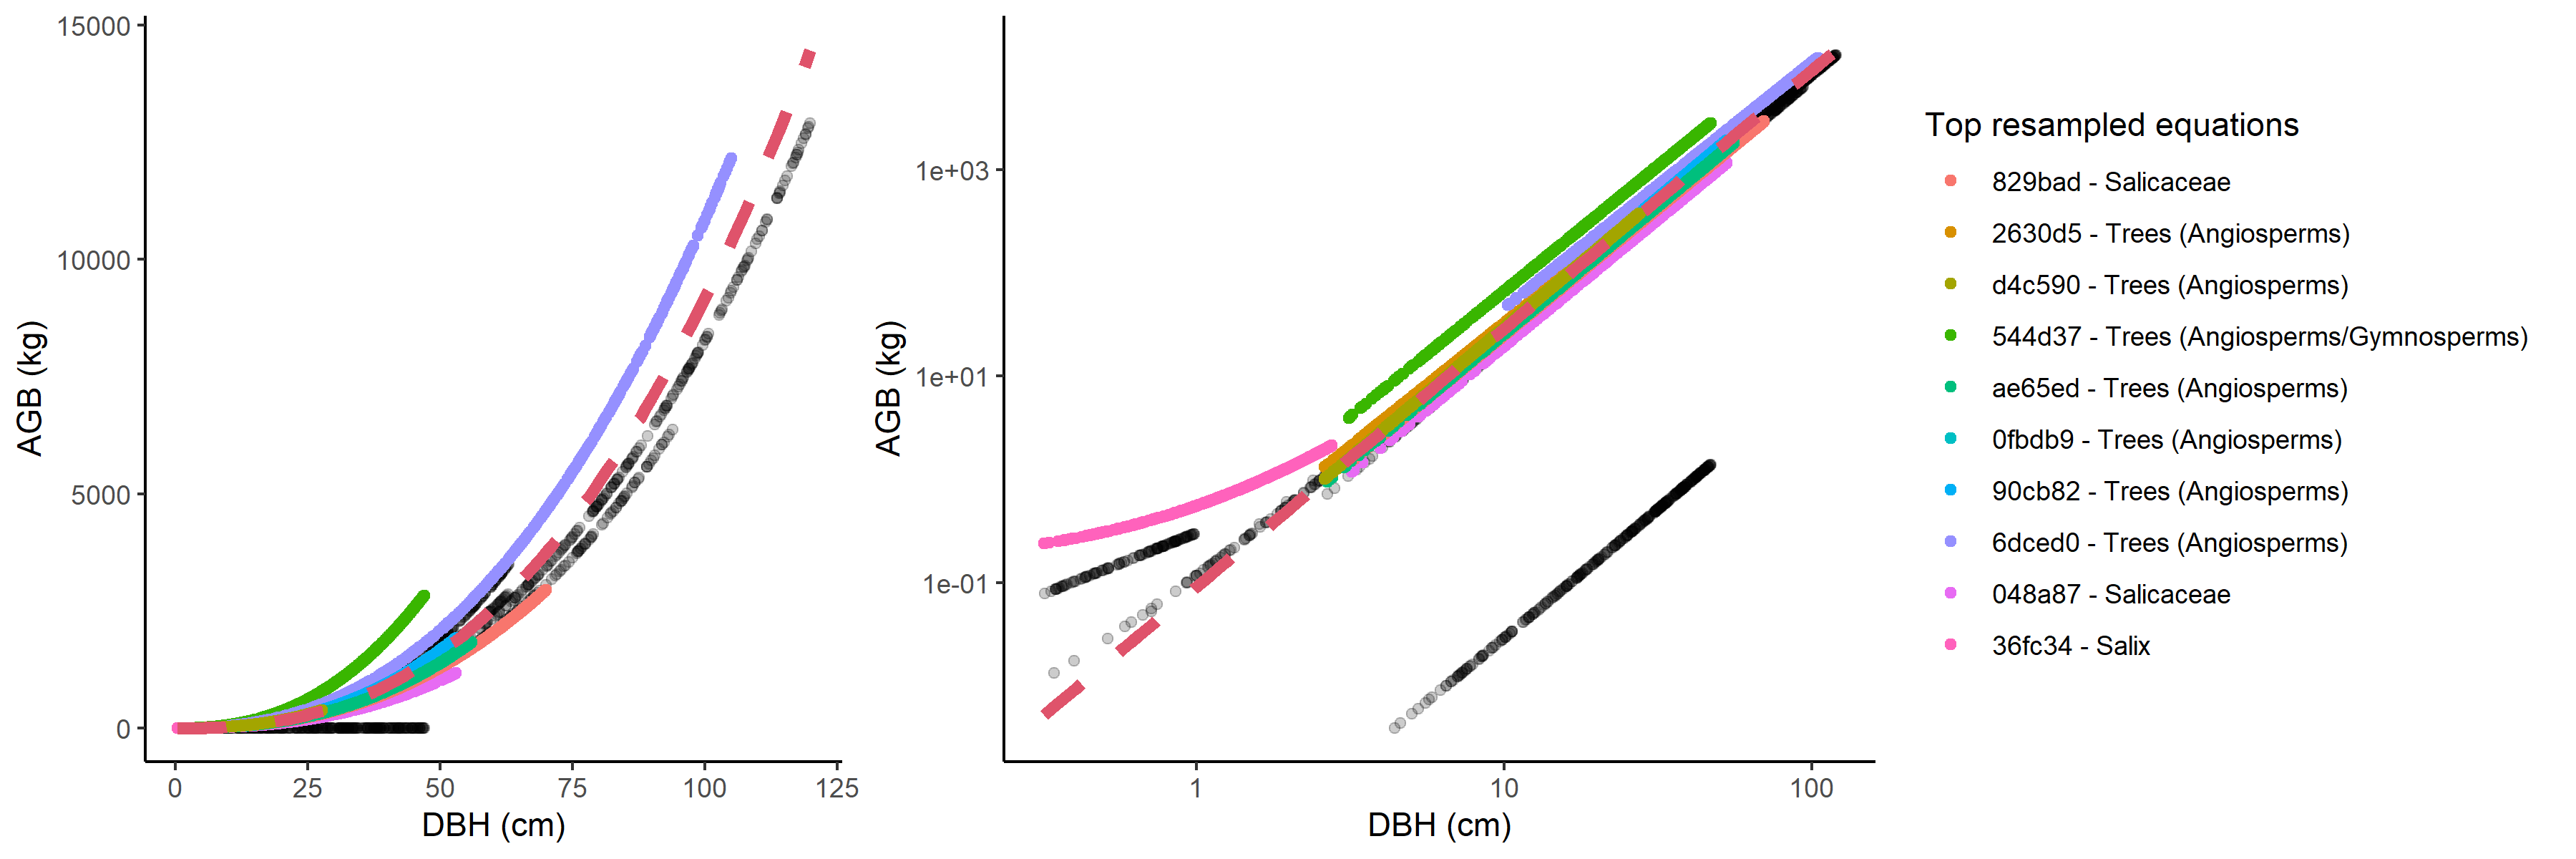 15000
10000
5000
0
AGB (kg)
0 25 50 75 100 125
DBH (cm)
1e+03
1e+01
1e-01
AGB (kg)
1 10 100
DBH (cm)
Top resampled equations
829bad - Salicaceae
2630d5 - Trees (Angiosperms)
d4c590 - Trees (Angiosperms)
544d37 - Trees (Angiosperms/Gymnosperms)
ae65ed - Trees (Angiosperms)
0fbdb9 - Trees (Angiosperms)
90cb82 - Trees (Angiosperms)
6dced0 - Trees (Angiosperms)
048a87 - Salicaceae
36fc34 - Salix